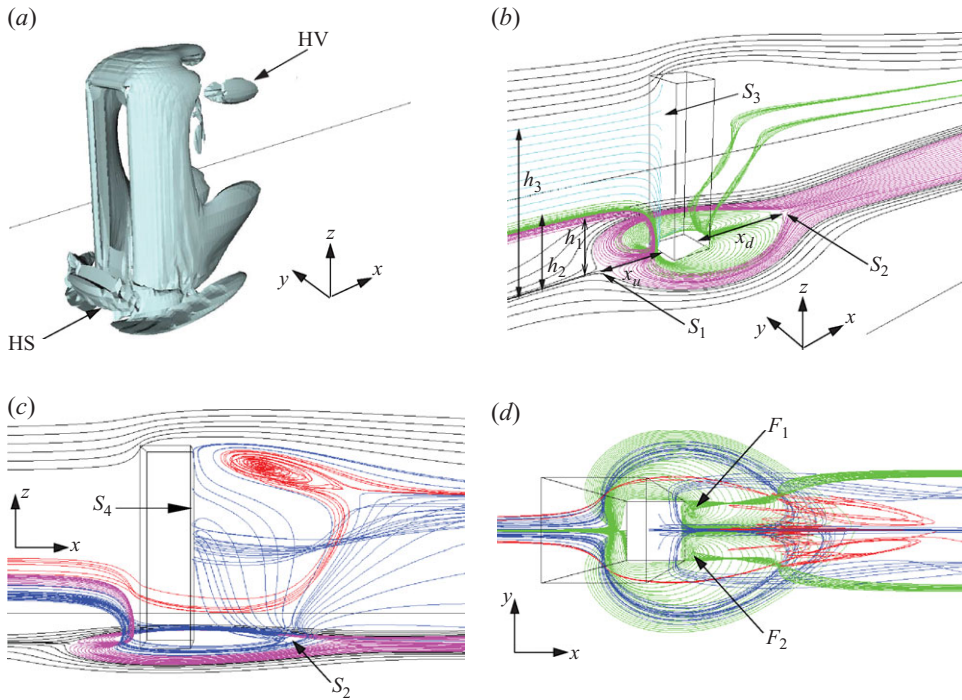 (a)
HV
HS
z
y
x
(b)
S3
h3
h1
h2
xu
xd
S1
S2
z
y
x
(c)
z
x
S4
S2
(d)
F1
F2
y
x